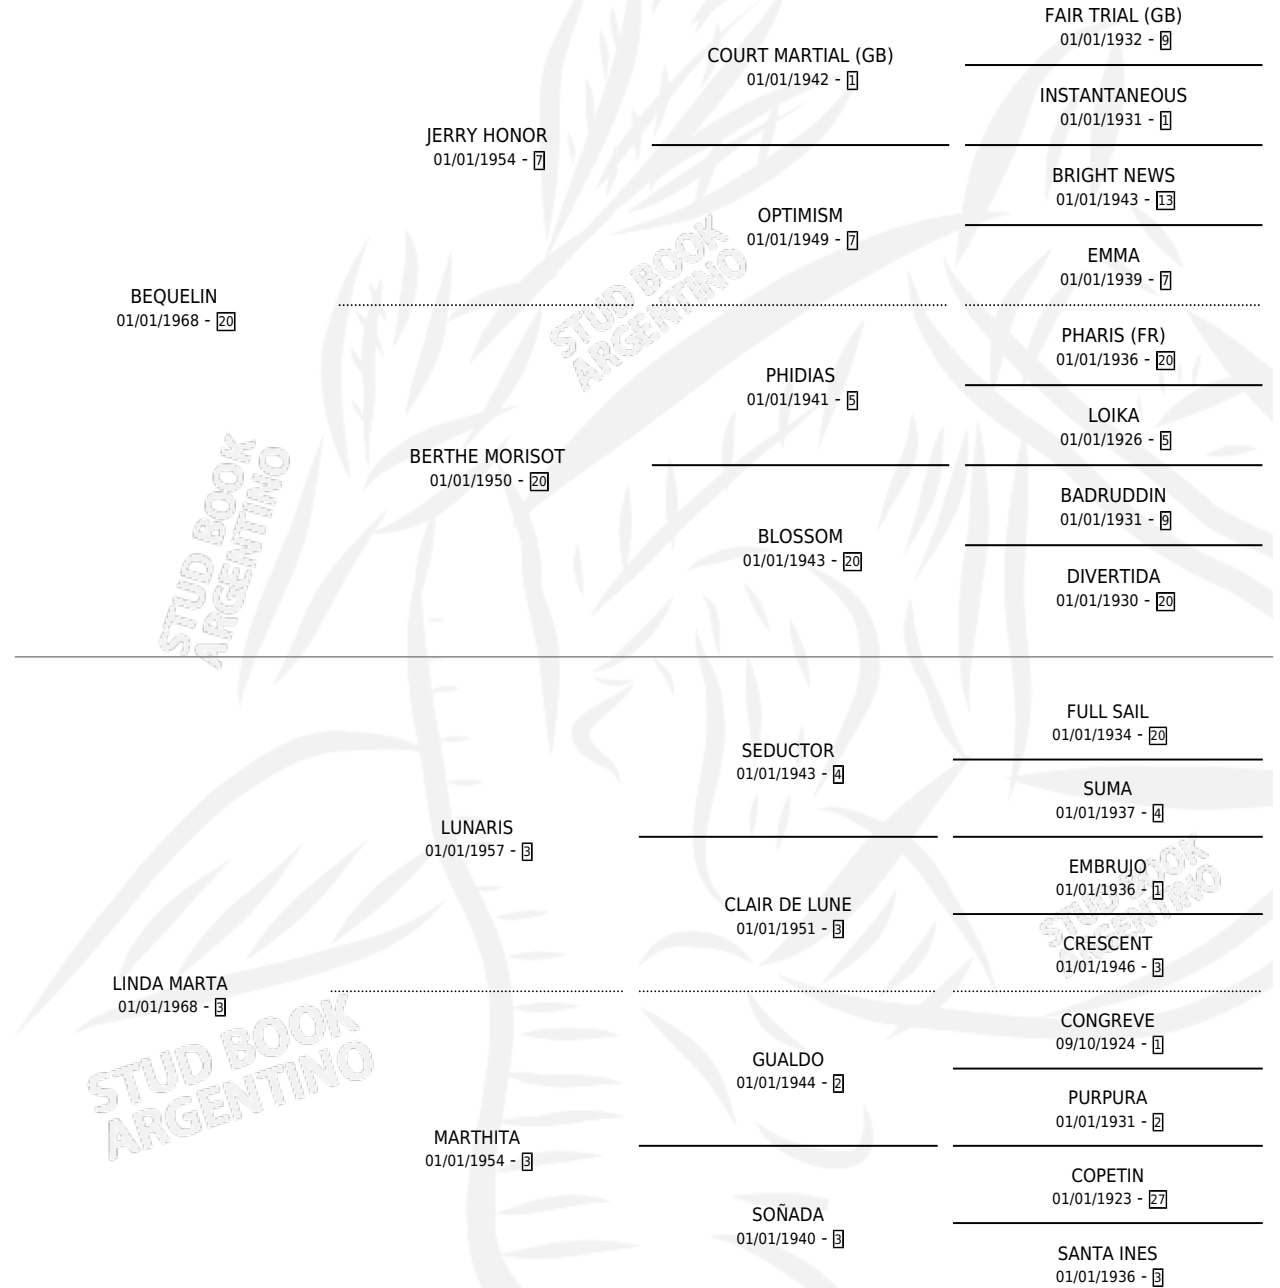 FAIR TRIAL (GB)
01/01/1932 - 9
COURT MARTIAL (GB)
01/01/1942 - 1
INSTANTANEOUS
01/01/1931 - 1
JERRY HONOR
01/01/1954 - 7
BRIGHT NEWS
01/01/1943 - 13
OPTIMISM
01/01/1949 - 7
EMMA
01/01/1939 - 7
BEQUELIN
01/01/1968 - 20
PHARIS (FR)
01/01/1936 - 20
PHIDIAS
01/01/1941 - 5
LOIKA
01/01/1926 - 5
BERTHE MORISOT
01/01/1950 - 20
BADRUDDIN
01/01/1931 - 9
BLOSSOM
01/01/1943 - 20
DIVERTIDA
01/01/1930 - 20
STUD BOOK
ARGENTINO
STUD BOOK
ARGENTINO
FULL SAIL
01/01/1934 - 20
SEDUCTOR
01/01/1943 - 4
SUMA
01/01/1937 - 4
LUNARIS
01/01/1957 - 3
EMBRUJO
01/01/1936 - 1
CLAIR DE LUNE
01/01/1951 - 3
CRESCENT
01/01/1946 - 3
LINDA MARTA
01/01/1968 - 3
CONGREVE
09/10/1924 - 1
GUALDO
01/01/1944 - 2
PURPURA
01/01/1931 - 2
MARTHITA
01/01/1954 - 3
COPETIN
01/01/1923 - 27
SOÑADA
01/01/1940 - 3
SANTA INES
01/01/1936 - 3
STUD BOOK
ARGENTINO
STUD BOOK
ARGENTINO